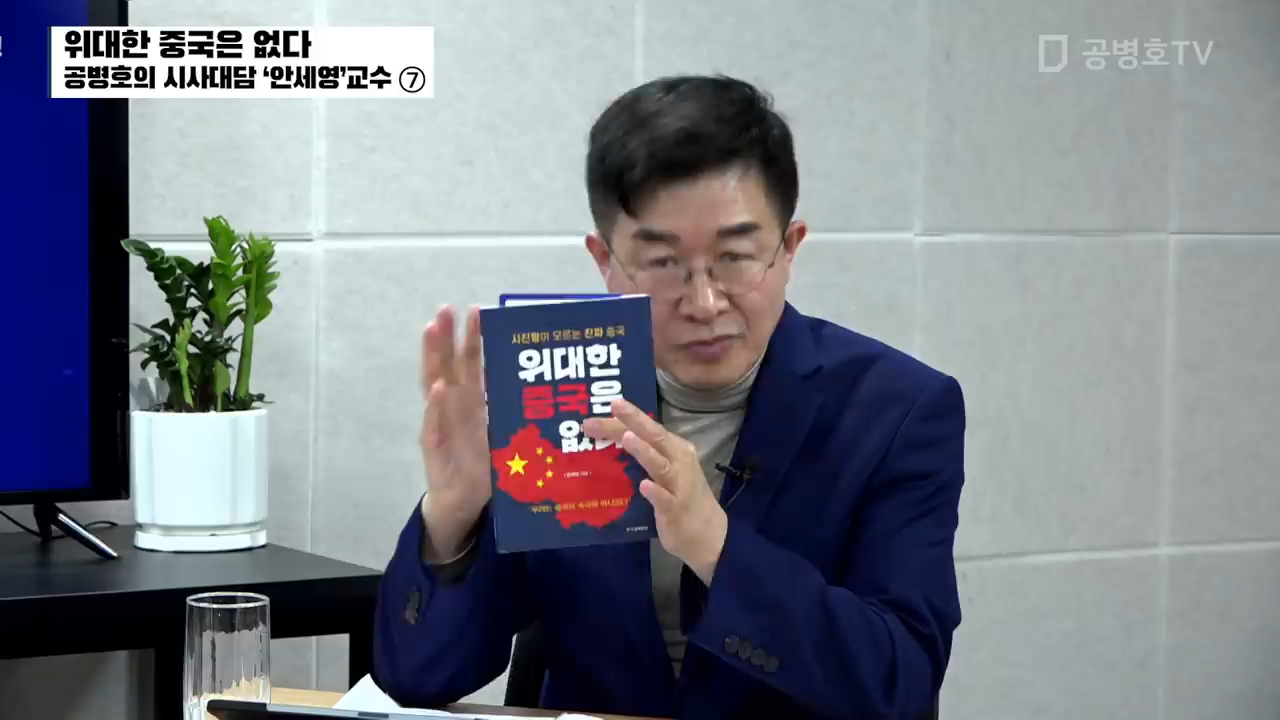 위대한 중국은 없다
공병호의 시사대담 ‘안세영’교수 ⑦
공병호TV
시진핑이 모르는 진짜 중국
위대한
중국은
없